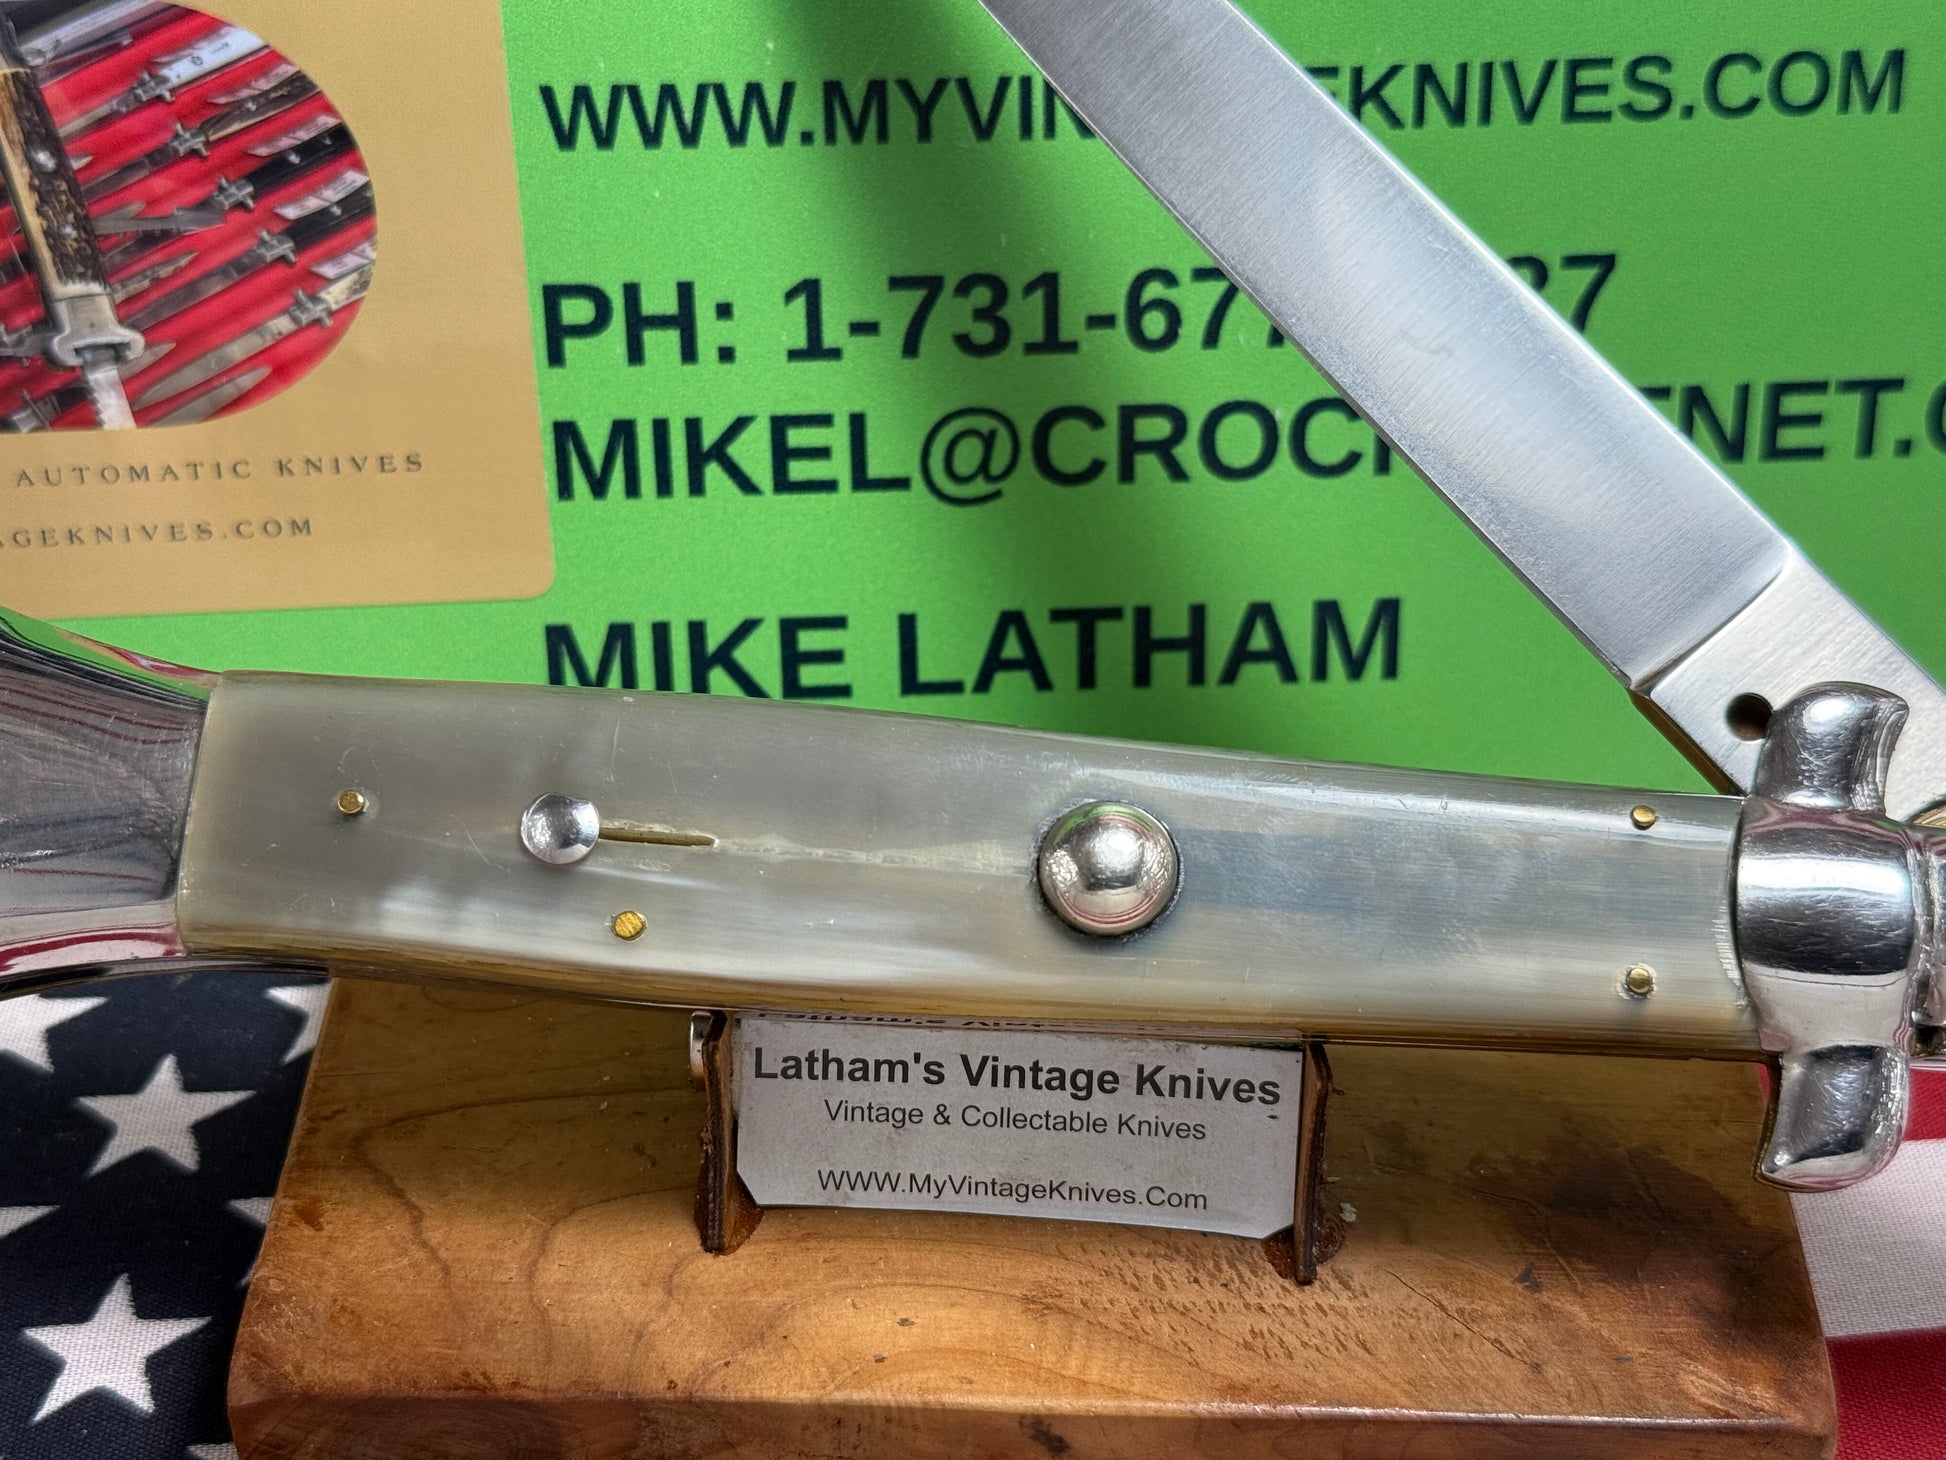 WWW.MYVIN EKNIVES.COM
PH: 1-731-67 37
MIKEL@CROC NET.
MIKE LATHAM
AUTOMATIC KNIVES
AGEKNIVES.COM
Latham's Vintage Knives
Vintage & Collectable Knives
WWW.MyVintageKnives.Com